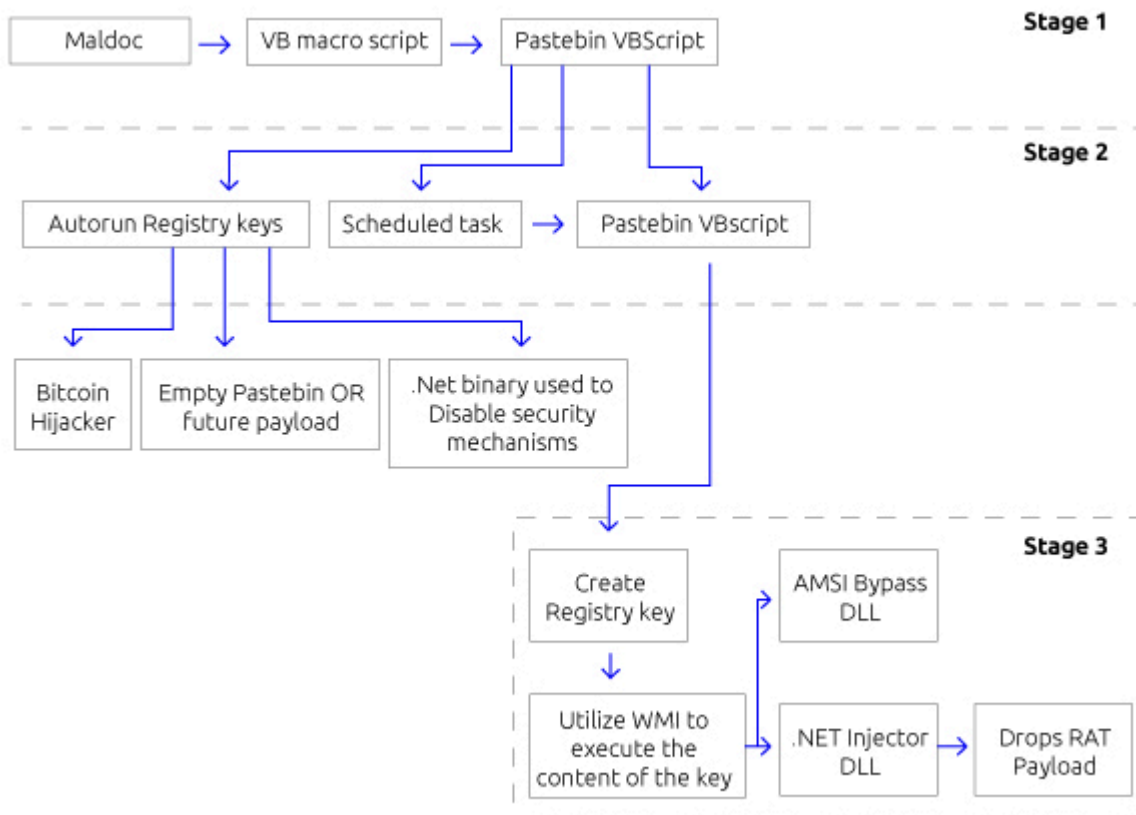 Stage 1
Maldoc
VB macro script
Pastebin VBScript
Stage 2
Autorun Registry keys
Scheduled task
Pastebin VBscript
Bitcoin
Hijacker
Empty Pastebin OR
future payload
.Net binary used to
Disable security
mechanisms
Stage 3
Create
Registry key
AMSI Bypass
DLL
Utilize WMI to
execute the
content of the key
.NET Injector
DLL
Drops RAT
Payload